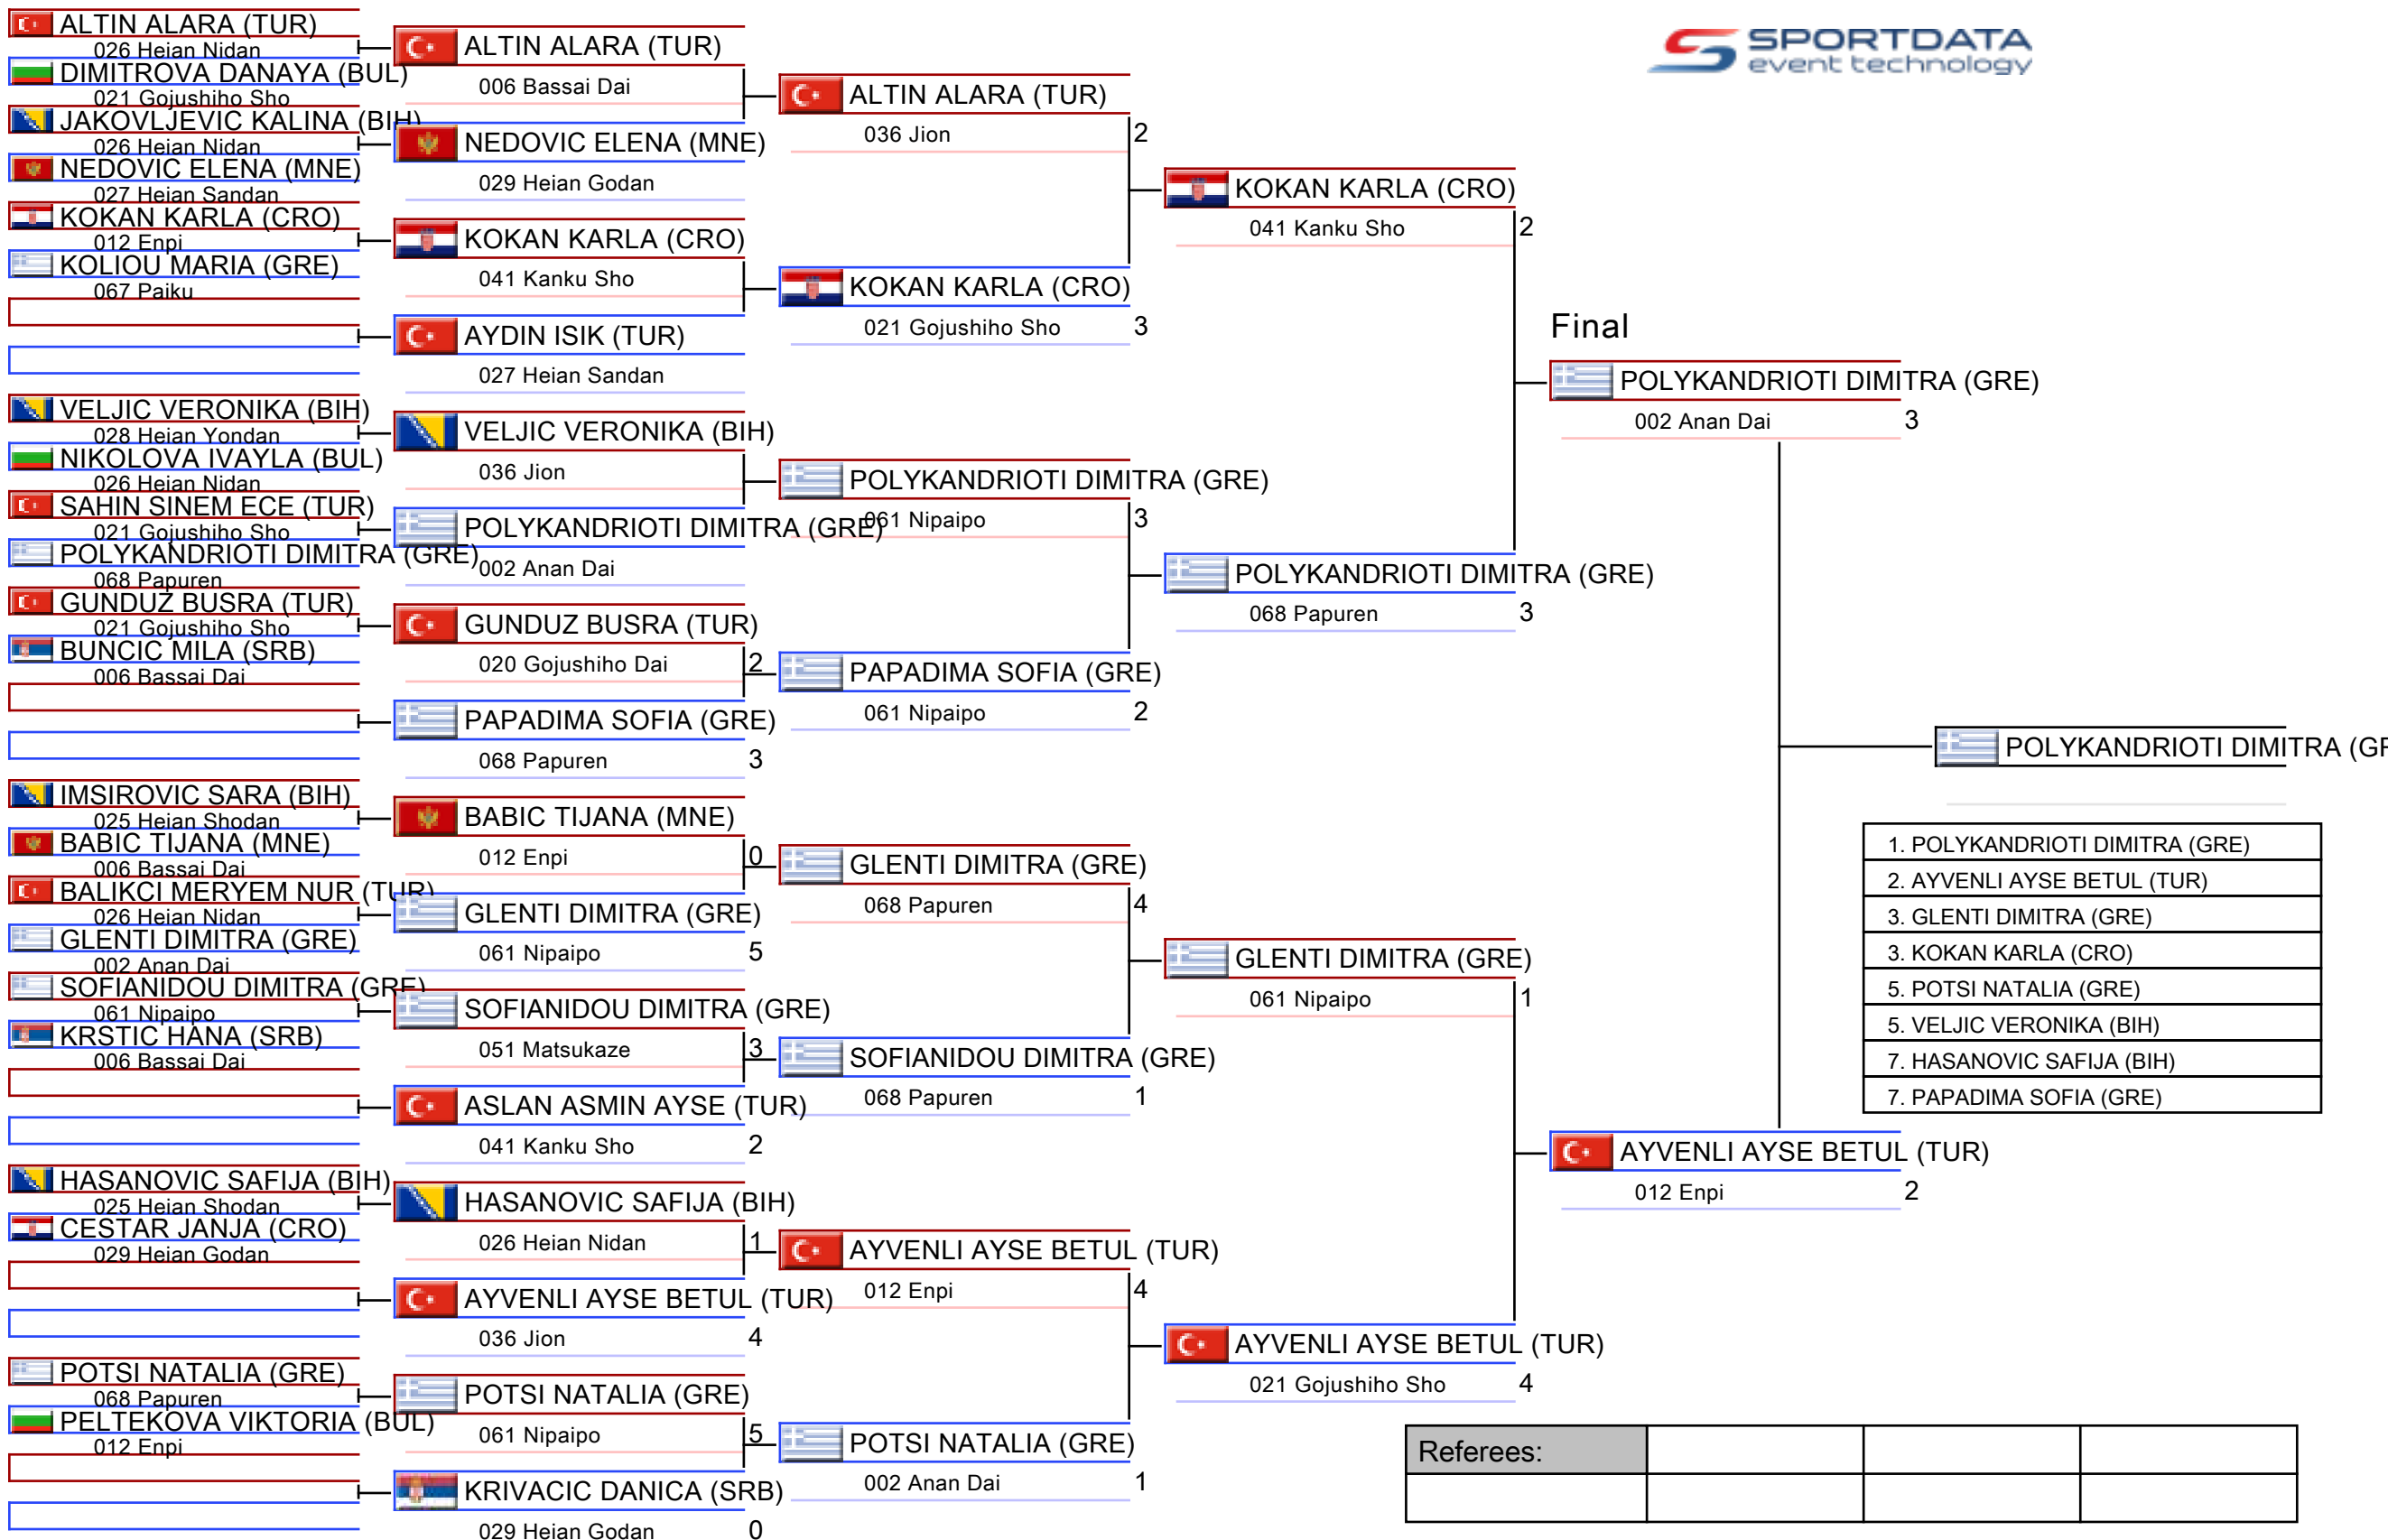 SPORTDATA
event technology
ALTIN ALARA (TUR)
026 Heian Nidan
DIMITROVA DANAYA (BUL)
021 Gojushiho Sho
JAKOVLJEVIC KALINA (BIH)
026 Heian Nidan
NEDOVIC ELENA (MNE)
027 Heian Sandan
KOKAN KARLA (CRO)
012 Enpi
KOLIOU MARIA (GRE)
067 Paiku
VELJIC VERONIKA (BIH)
028 Heian Yondan
NIKOLOVA IVAYLA (BUL)
026 Heian Nidan
SAHIN SINEM ECE (TUR)
021 Gojushiho Sho
POLYKANDRIOTI DIMITRA (GRE)
068 Papuren
GUNDUZ BUSRA (TUR)
021 Gojushiho Sho
BUNCIC MILA (SRB)
006 Bassai Dai
IMSIROVIC SARA (BIH)
025 Heian Shodan
BABIC TIJANA (MNE)
006 Bassai Dai
BALIKCI MERYEM NUR (TUR)
026 Heian Nidan
GLENTI DIMITRA (GRE)
002 Anan Dai
SOFIANIDOU DIMITRA (GRE)
061 Nipaipo
KRSTIC HANA (SRB)
006 Bassai Dai
HASANOVIC SAFIJA (BIH)
025 Heian Shodan
CESTAR JANJA (CRO)
029 Heian Godan
POTSI NATALIA (GRE)
068 Papuren
PELTEKOVA VIKTORIA (BUL)
012 Enpi
ALTIN ALARA (TUR)
006 Bassai Dai
NEDOVIC ELENA (MNE)
029 Heian Godan
KOKAN KARLA (CRO)
041 Kanku Sho
AYDIN ISIK (TUR)
027 Heian Sandan
VELJIC VERONIKA (BIH)
036 Jion
POLYKANDRIOTI DIMITRA (GRE)
002 Anan Dai
GUNDUZ BUSRA (TUR)
020 Gojushiho Dai 2
PAPADIMA SOFIA (GRE)
068 Papuren 3
BABIC TIJANA (MNE)
012 Enpi 0
GLENTI DIMITRA (GRE)
061 Nipaipo 5
SOFIANIDOU DIMITRA (GRE)
051 Matsukaze 3
ASLAN ASMIN AYSE (TUR)
041 Kanku Sho 2
HASANOVIC SAFIJA (BIH)
026 Heian Nidan 1
AYVENLI AYSE BETUL (TUR)
036 Jion 4
POTSI NATALIA (GRE)
061 Nipaipo 5
KRIVACIC DANICA (SRB)
029 Heian Godan 0
ALTIN ALARA (TUR)
036 Jion 2
KOKAN KARLA (CRO)
021 Gojushiho Sho 3
POLYKANDRIOTI DIMITRA (GRE)
061 Nipaipo 3
PAPADIMA SOFIA (GRE)
061 Nipaipo 2
GLENTI DIMITRA (GRE)
068 Papuren 4
SOFIANIDOU DIMITRA (GRE)
068 Papuren 1
AYVENLI AYSE BETUL (TUR)
012 Enpi 4
POTSI NATALIA (GRE)
002 Anan Dai 1
KOKAN KARLA (CRO)
041 Kanku Sho 2
POLYKANDRIOTI DIMITRA (GRE)
068 Papuren 3
GLENTI DIMITRA (GRE)
061 Nipaipo 1
AYVENLI AYSE BETUL (TUR)
021 Gojushiho Sho 4
Final
POLYKANDRIOTI DIMITRA (GRE)
002 Anan Dai 3
AYVENLI AYSE BETUL (TUR)
012 Enpi 2
POLYKANDRIOTI DIMITRA (GR
1. POLYKANDRIOTI DIMITRA (GRE)
2. AYVENLI AYSE BETUL (TUR)
3. GLENTI DIMITRA (GRE)
3. KOKAN KARLA (CRO)
5. POTSI NATALIA (GRE)
5. VELJIC VERONIKA (BIH)
7. HASANOVIC SAFIJA (BIH)
7. PAPADIMA SOFIA (GRE)
Referees: